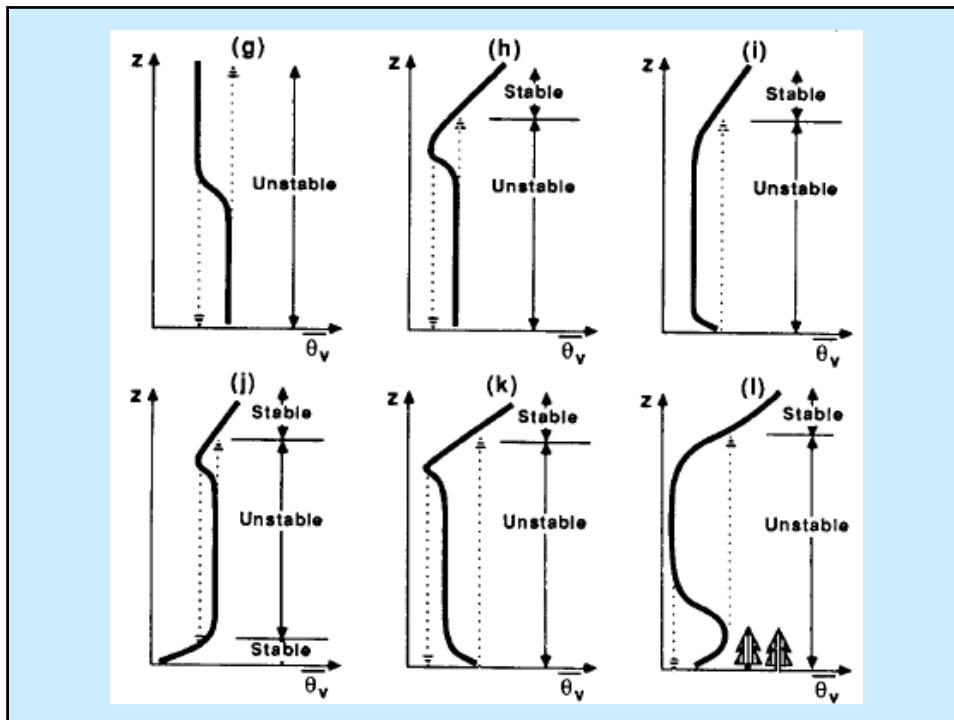 (g)
z
Unstable
θv
(h)
z
Stable
Unstable
θv
(i)
z
Stable
Unstable
θv
(j)
z
Stable
Unstable
Stable
θv
(k)
z
Stable
Unstable
θv
(l)
z
Stable
Unstable
θv